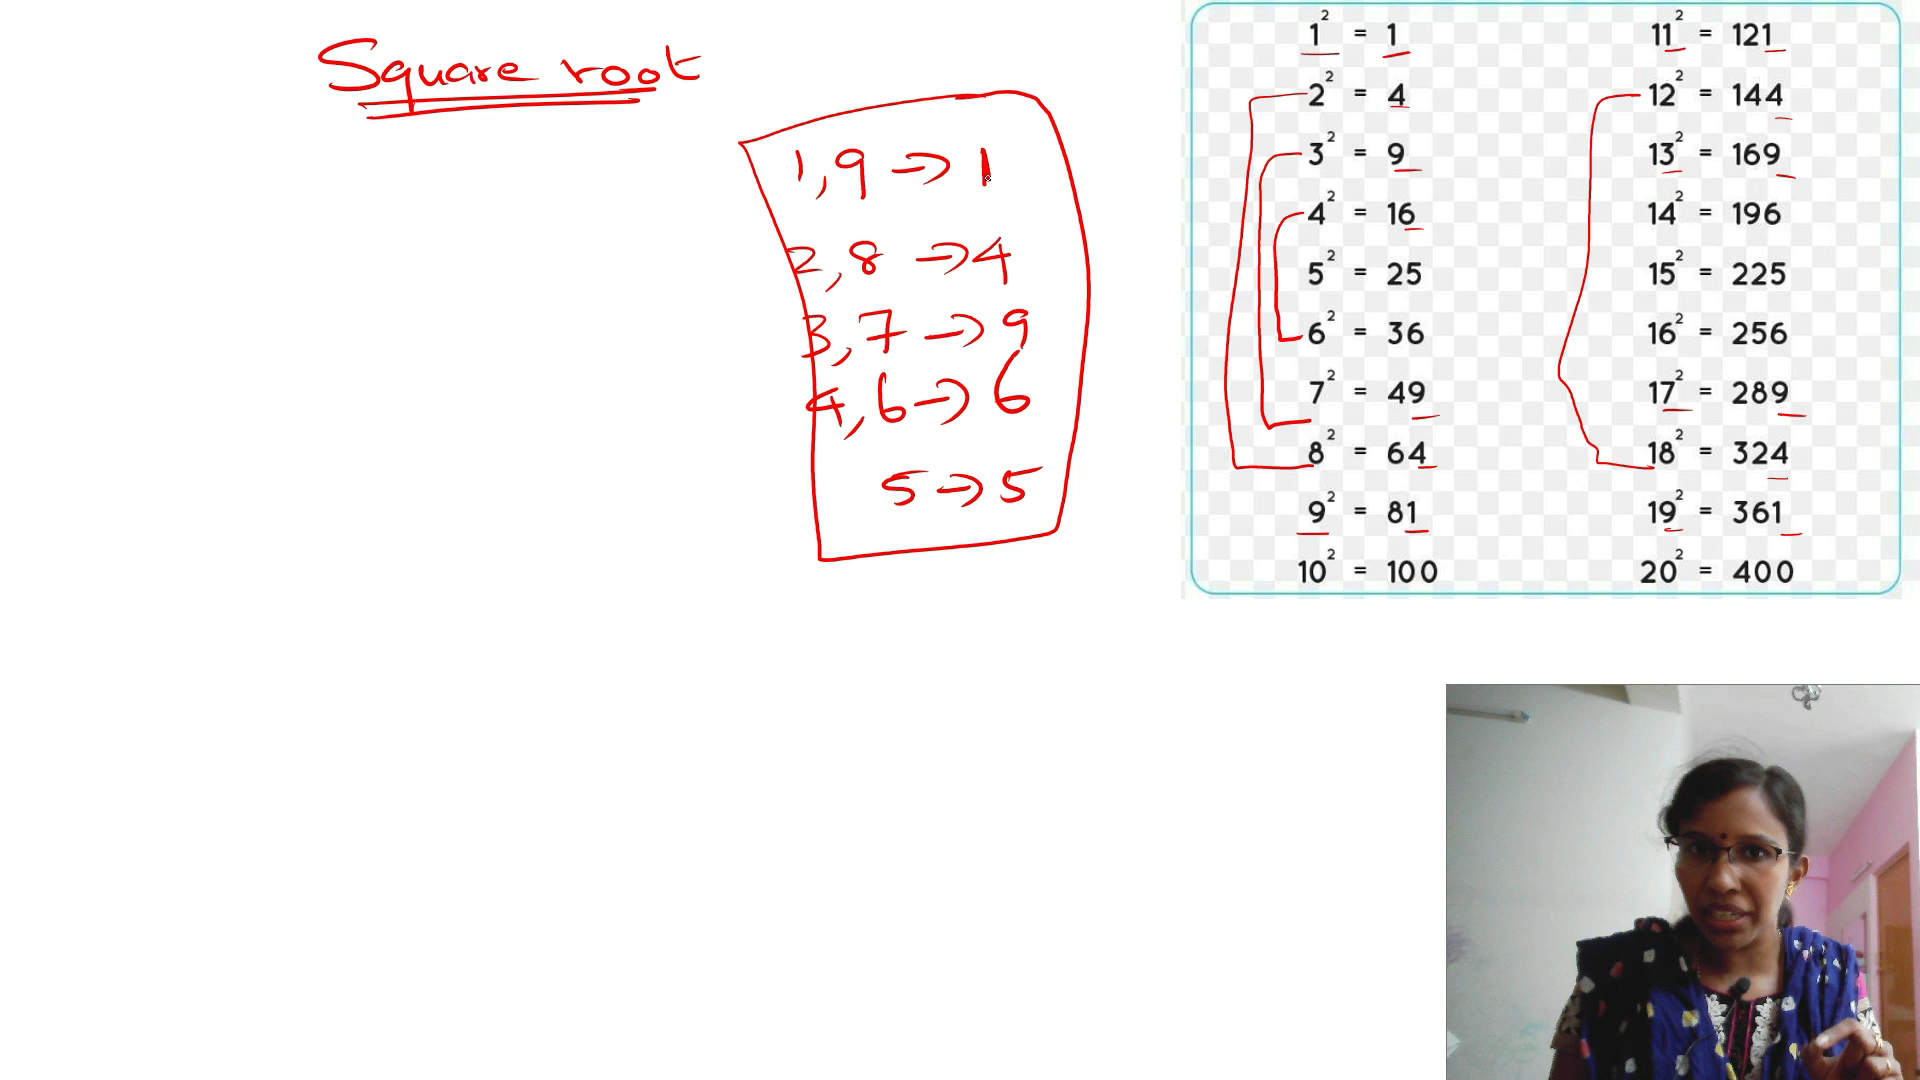 Square root
1,9 → 1
2,8 → 4
3,7 → 9
4,6 → 6
5 → 5
1² = 1
2² = 4
3² = 9
4² = 16
5² = 25
6² = 36
7² = 49
8² = 64
9² = 81
10² = 100
11² = 121
12² = 144
13² = 169
14² = 196
15² = 225
16² = 256
17² = 289
18² = 324
19² = 361
20² = 400